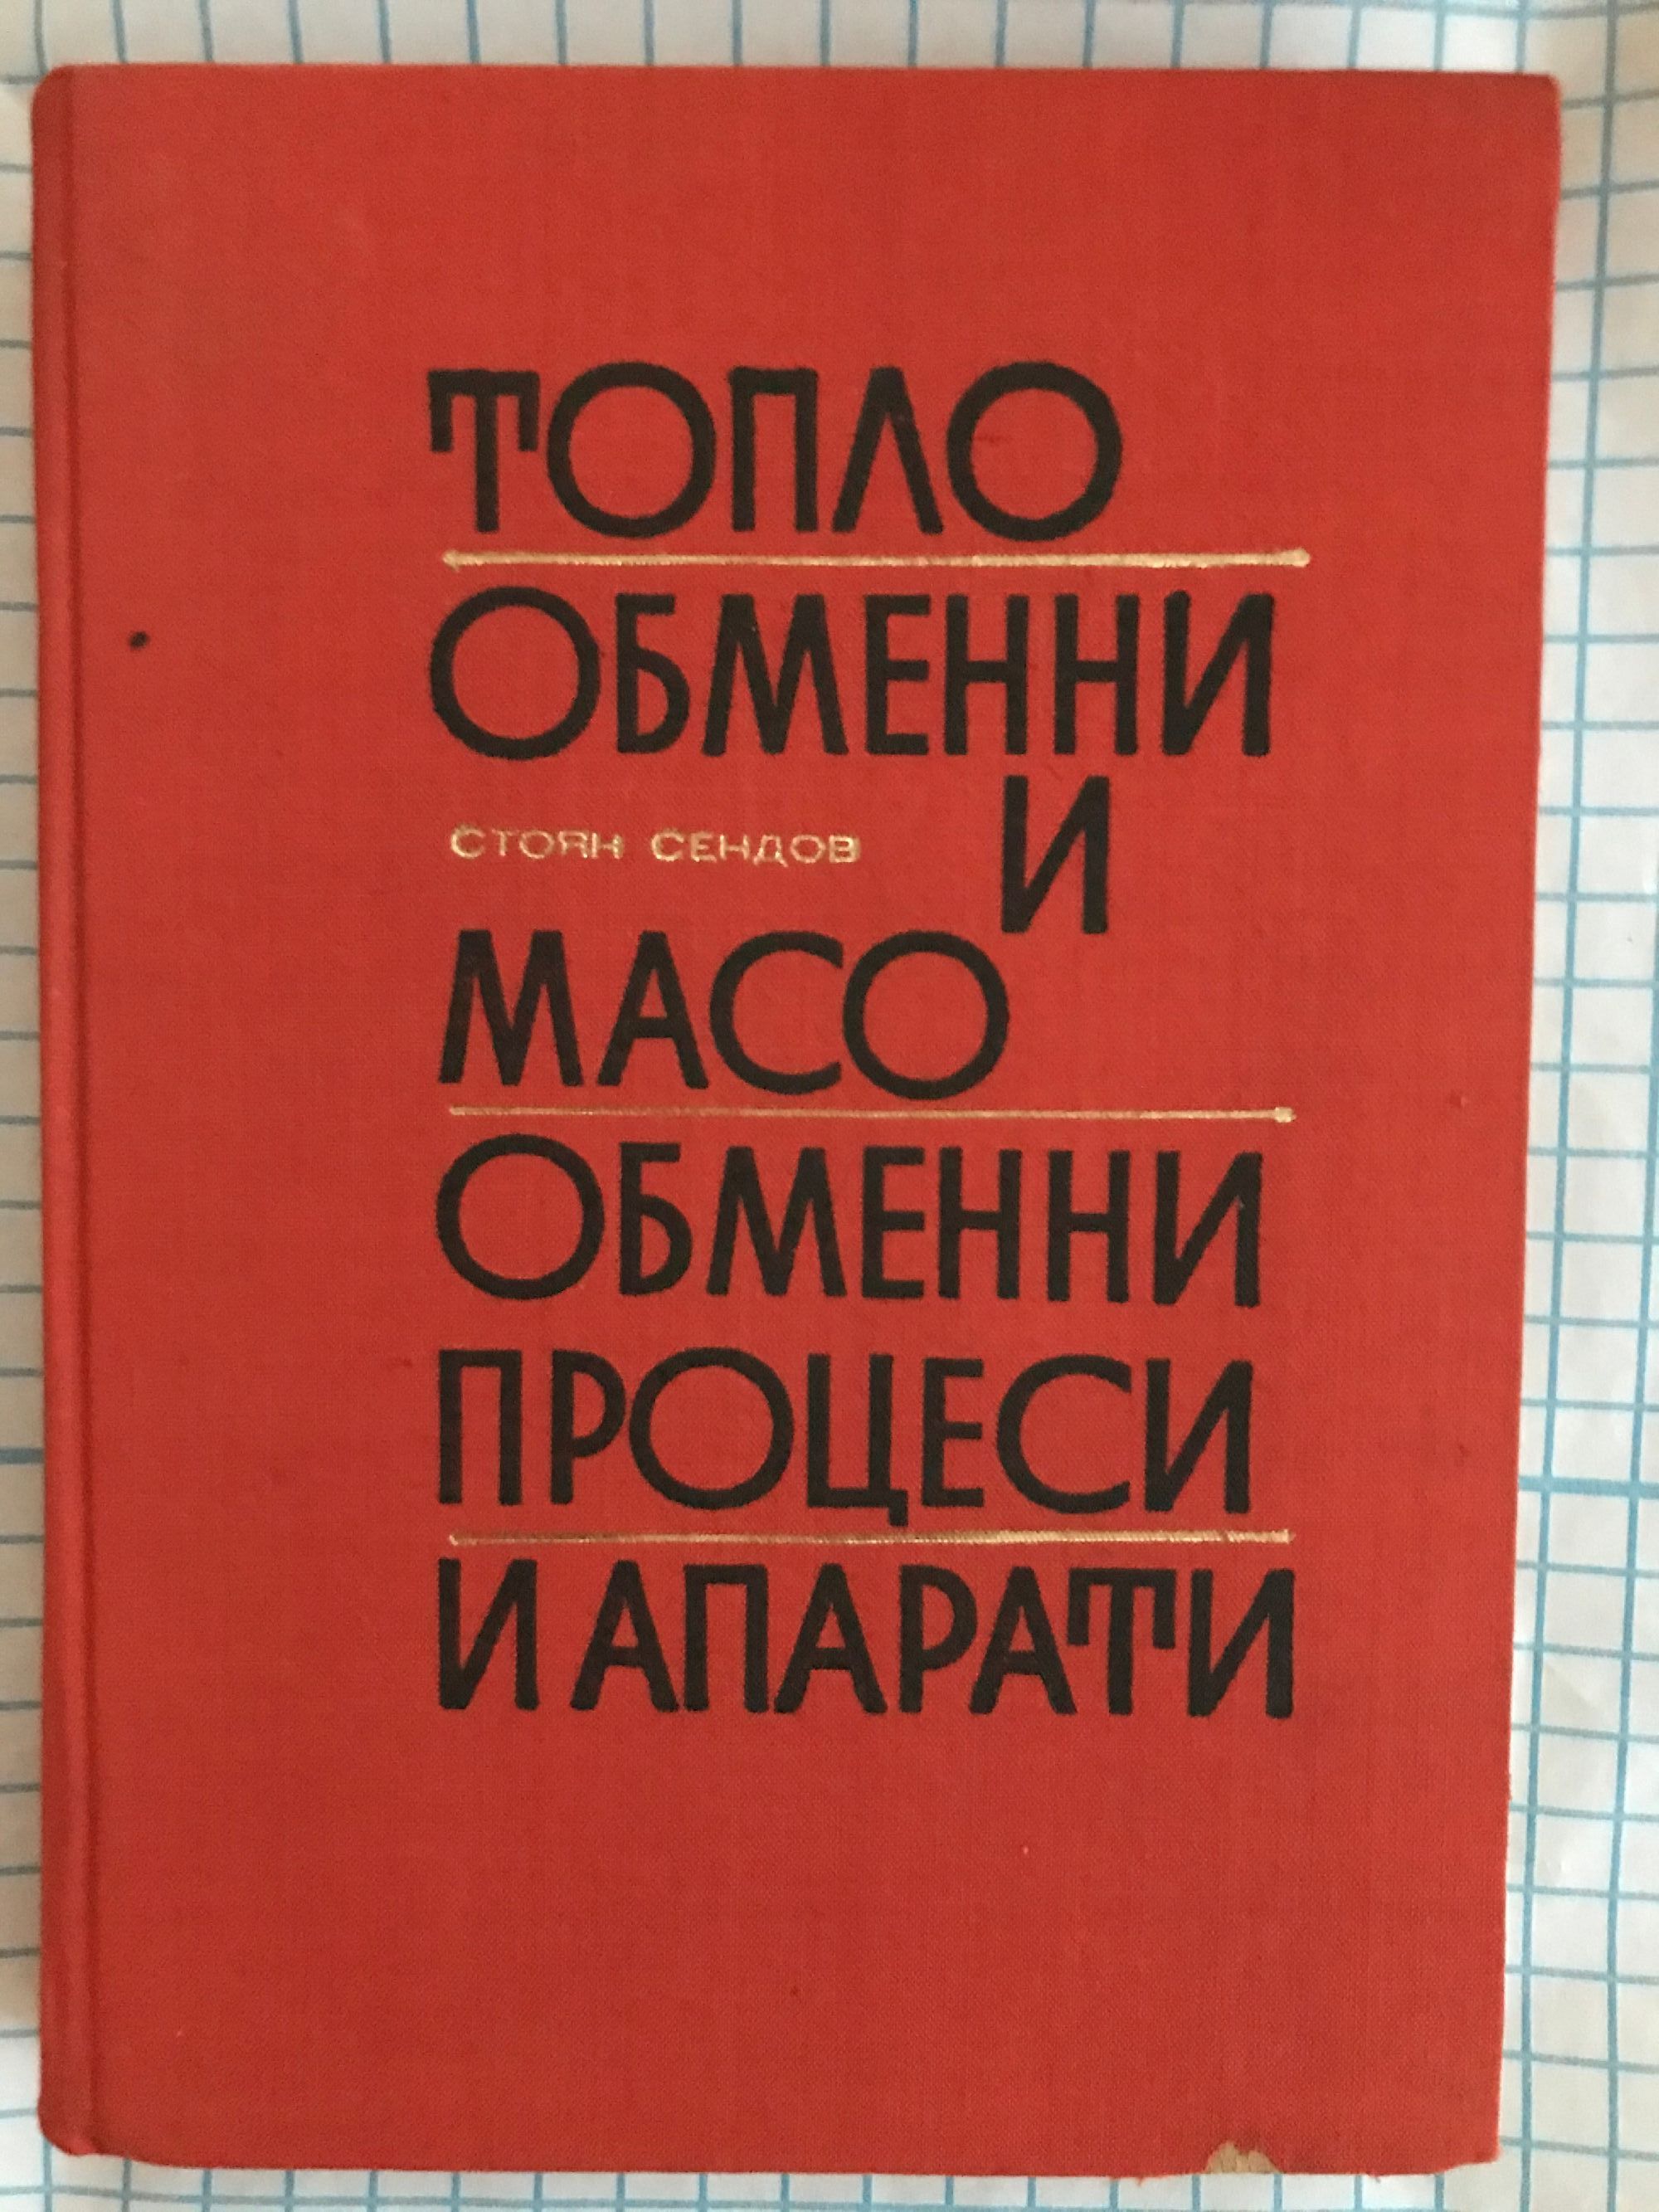 ТОПЛО
ОБМЕННИ
И
СТОЯН СЕНДОВ
МАСО
ОБМЕННИ
ПРОЦЕСИ
И АПАРАТИ